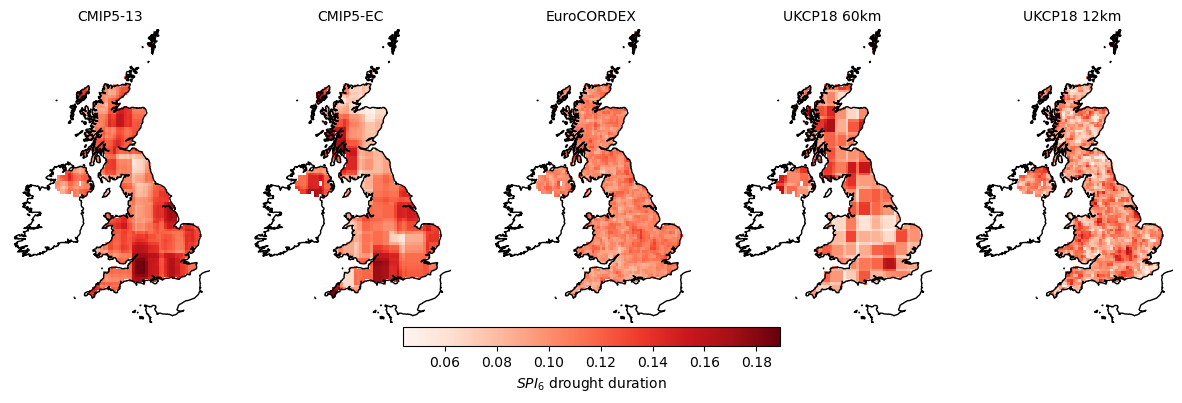 CMIP5-13 CMIP5-EC EuroCORDEX UKCP18 60km UKCP18 12km
0.06 0.08 0.10 0.12 0.14 0.16 0.18
SPI₆ drought duration